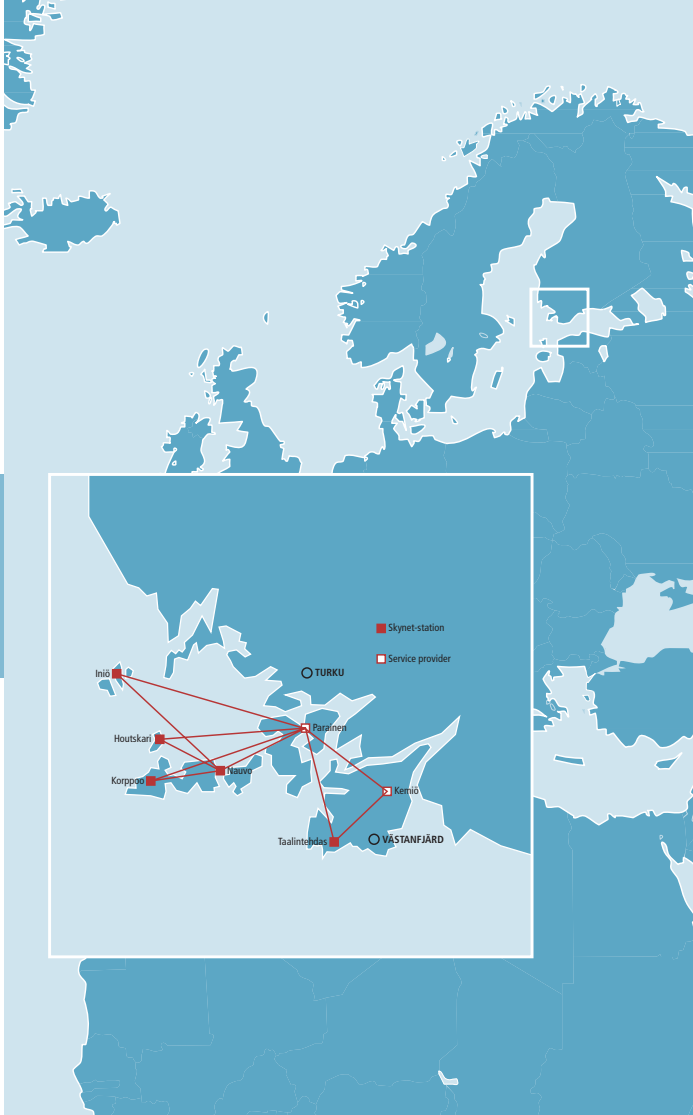 Skynet-station
Service provider
Iniö
TURKU
Parainen
Houtskari
Nauvo
Korppoo
Kemiö
Taalintehdas
VÄSTANFJÄRD